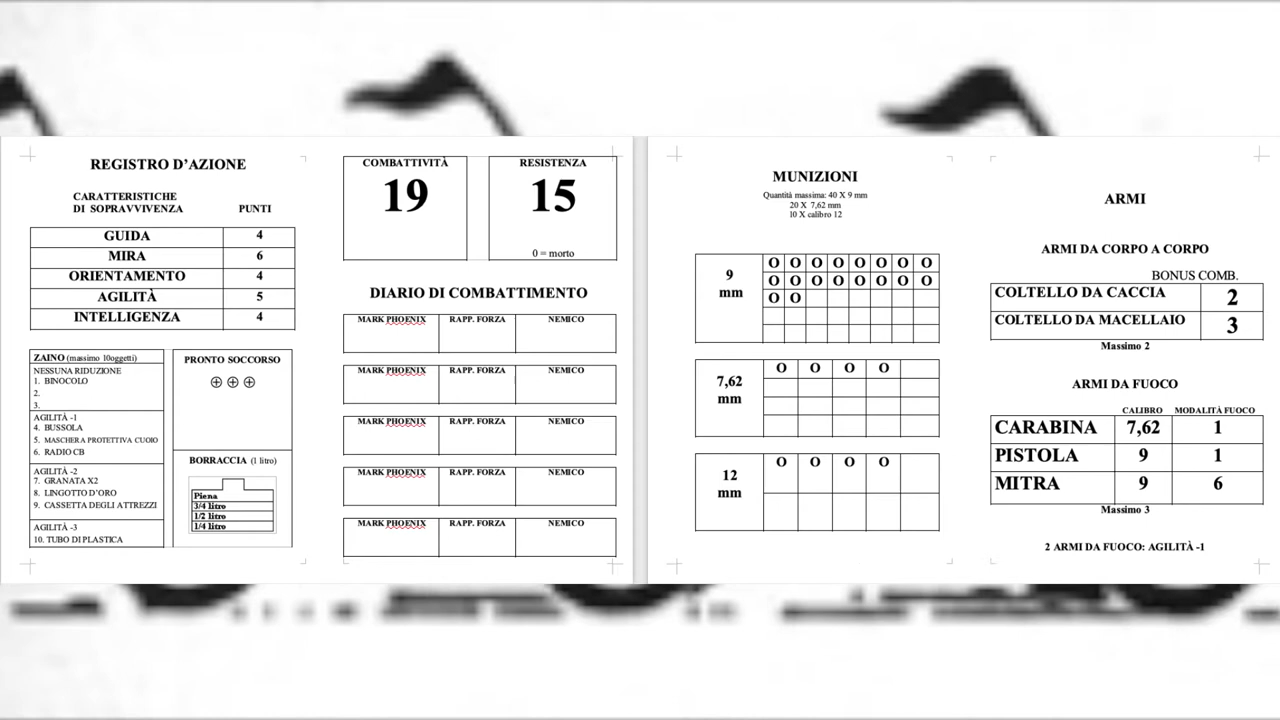 REGISTRO D'AZIONE
CARATTERISTICHE
DI SOPRAVVIVENZA PUNTI
GUIDA 4
MIRA 6
ORIENTAMENTO 4
AGILITÀ 5
INTELLIGENZA 4
ZAINO (massimo 10oggetti)
NESSUNA RIDUZIONE
1. BINOCOLO
2.
3.
AGILITÀ -1
4. BUSSOLA
5. MASCHERA PROTETTIVA CUOIO
6. RADIO CB
AGILITÀ -2
7. GRANATA X2
8. LINGOTTO D'ORO
9. CASSETTA DEGLI ATTREZZI
AGILITÀ -3
10. TUBO DI PLASTICA
PRONTO SOCCORSO
⊕ ⊕ ⊕
BORRACCIA (1 litro)
Piena
3/4 litro
1/2 litro
1/4 litro
COMBATTIVITÀ
19
RESISTENZA
15
0 = morto
DIARIO DI COMBATTIMENTO
MARK PHOENIX RAPP. FORZA NEMICO
MARK PHOENIX RAPP. FORZA NEMICO
MARK PHOENIX RAPP. FORZA NEMICO
MARK PHOENIX RAPP. FORZA NEMICO
MARK PHOENIX RAPP. FORZA NEMICO
MUNIZIONI
Quantità massima: 40 X 9 mm
20 X 7,62 mm
10 X calibro 12
9
mm
O O O O O O O O
O O O O O O O O
O O
7,62
mm
O O O O
12
mm
O O O O
ARMI
ARMI DA CORPO A CORPO
BONUS COMB.
COLTELLO DA CACCIA 2
COLTELLO DA MACELLAIO 3
Massimo 2
ARMI DA FUOCO
CALIBRO MODALITÀ FUOCO
CARABINA 7,62 1
PISTOLA 9 1
MITRA 9 6
Massimo 3
2 ARMI DA FUOCO: AGILITÀ -1